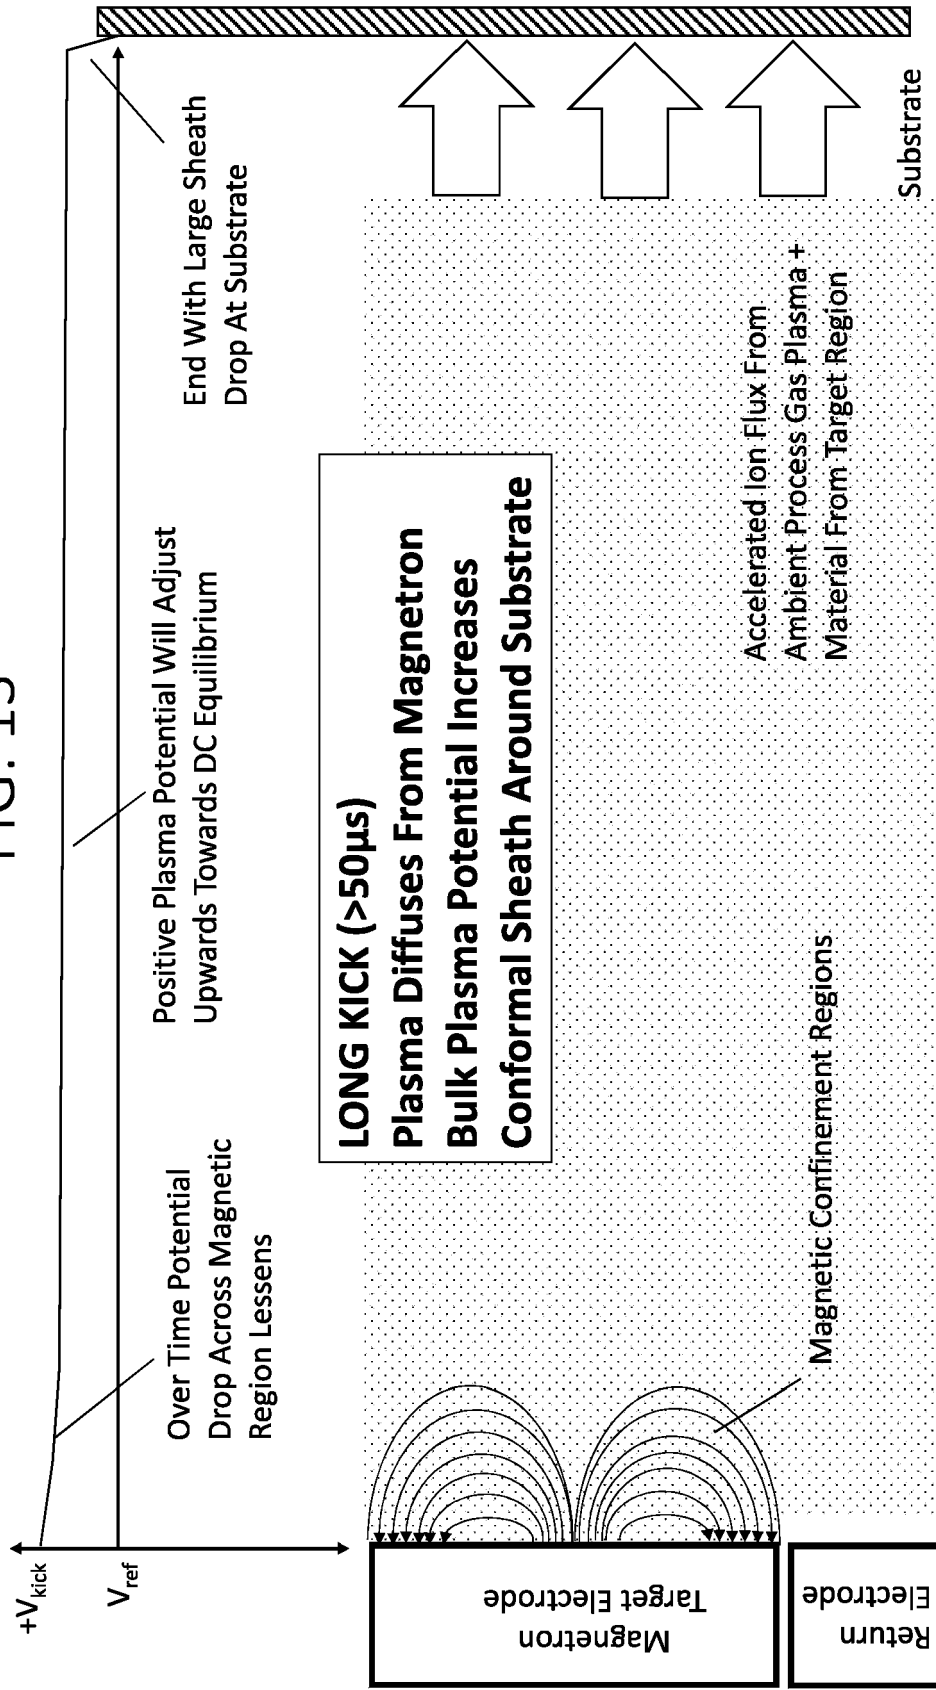 FIG.
+Vkick
Vref
Over Time Potential
Drop Across Magnetic
Region Lessens
Positive Plasma Potential Will Adjust
Upwards Towards DC Equilibrium
End With Large Sheath
Drop At Substrate
LONG KICK (>50µs)
Plasma Diffuses From Magnetron
Bulk Plasma Potential Increases
Conformal Sheath Around Substrate
Magnetron
Target Electrode
Return
Electrode
Magnetic Confinement Regions
Accelerated Ion Flux From
Ambient Process Gas Plasma +
Material From Target Region
Substrate